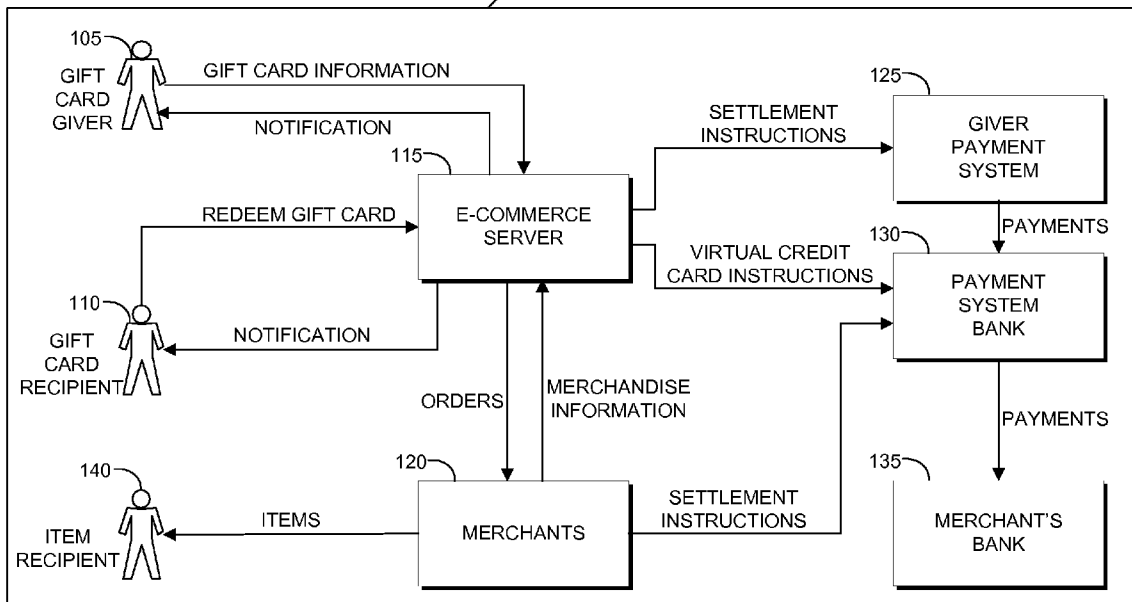 105
GIFT
CARD
GIVER
GIFT CARD INFORMATION
NOTIFICATION
115
E-COMMERCE
SERVER
SETTLEMENT
INSTRUCTIONS
125
GIVER
PAYMENT
SYSTEM
PAYMENTS
REDEEM GIFT CARD
VIRTUAL CREDIT
CARD INSTRUCTIONS
130
PAYMENT
SYSTEM
BANK
110
GIFT
CARD
RECIPIENT
NOTIFICATION
ORDERS
MERCHANDISE
INFORMATION
PAYMENTS
140
ITEM
RECIPIENT
ITEMS
120
MERCHANTS
SETTLEMENT
INSTRUCTIONS
135
MERCHANT'S
BANK